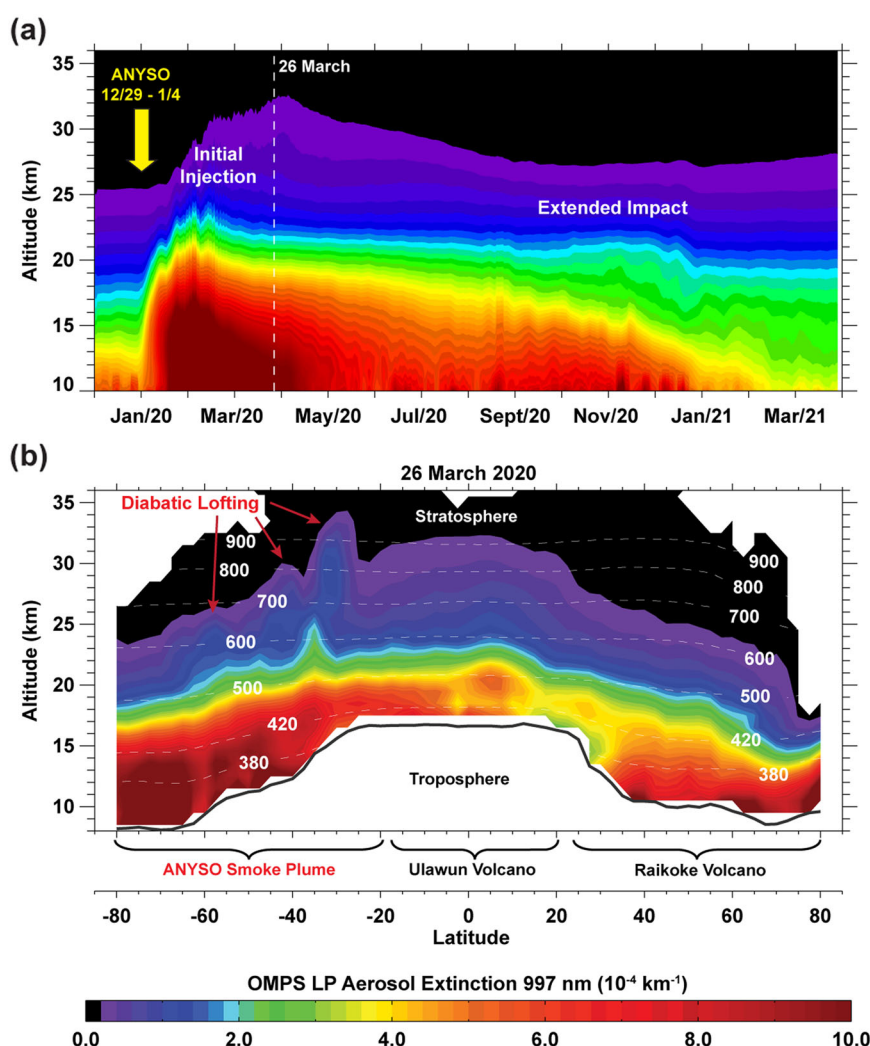 (a)
36 March
ANYSO
12/29 - 1/4
Initial
Injection
Extended Impact
Altitude (km)
35
30
25
20
15
10
Jan/20 Mar/20 May/20 Jul/20 Sept/20 Nov/20 Jan/21 Mar/21
(b)
26 March 2020
Diabatic Lofting
Stratosphere
Altitude (km)
35
30
25
20
15
10
900
800
700
600
500
420
380
900
800
700
600
500
420
380
Troposphere
ANYSO Smoke Plume Ulawun Volcano Raikoke Volcano
-80 -60 -40 -20 0 20 40 60 80
Latitude
OMPS LP Aerosol Extinction 997 nm (10⁻⁴ km⁻¹)
0.0 2.0 4.0 6.0 8.0 10.0